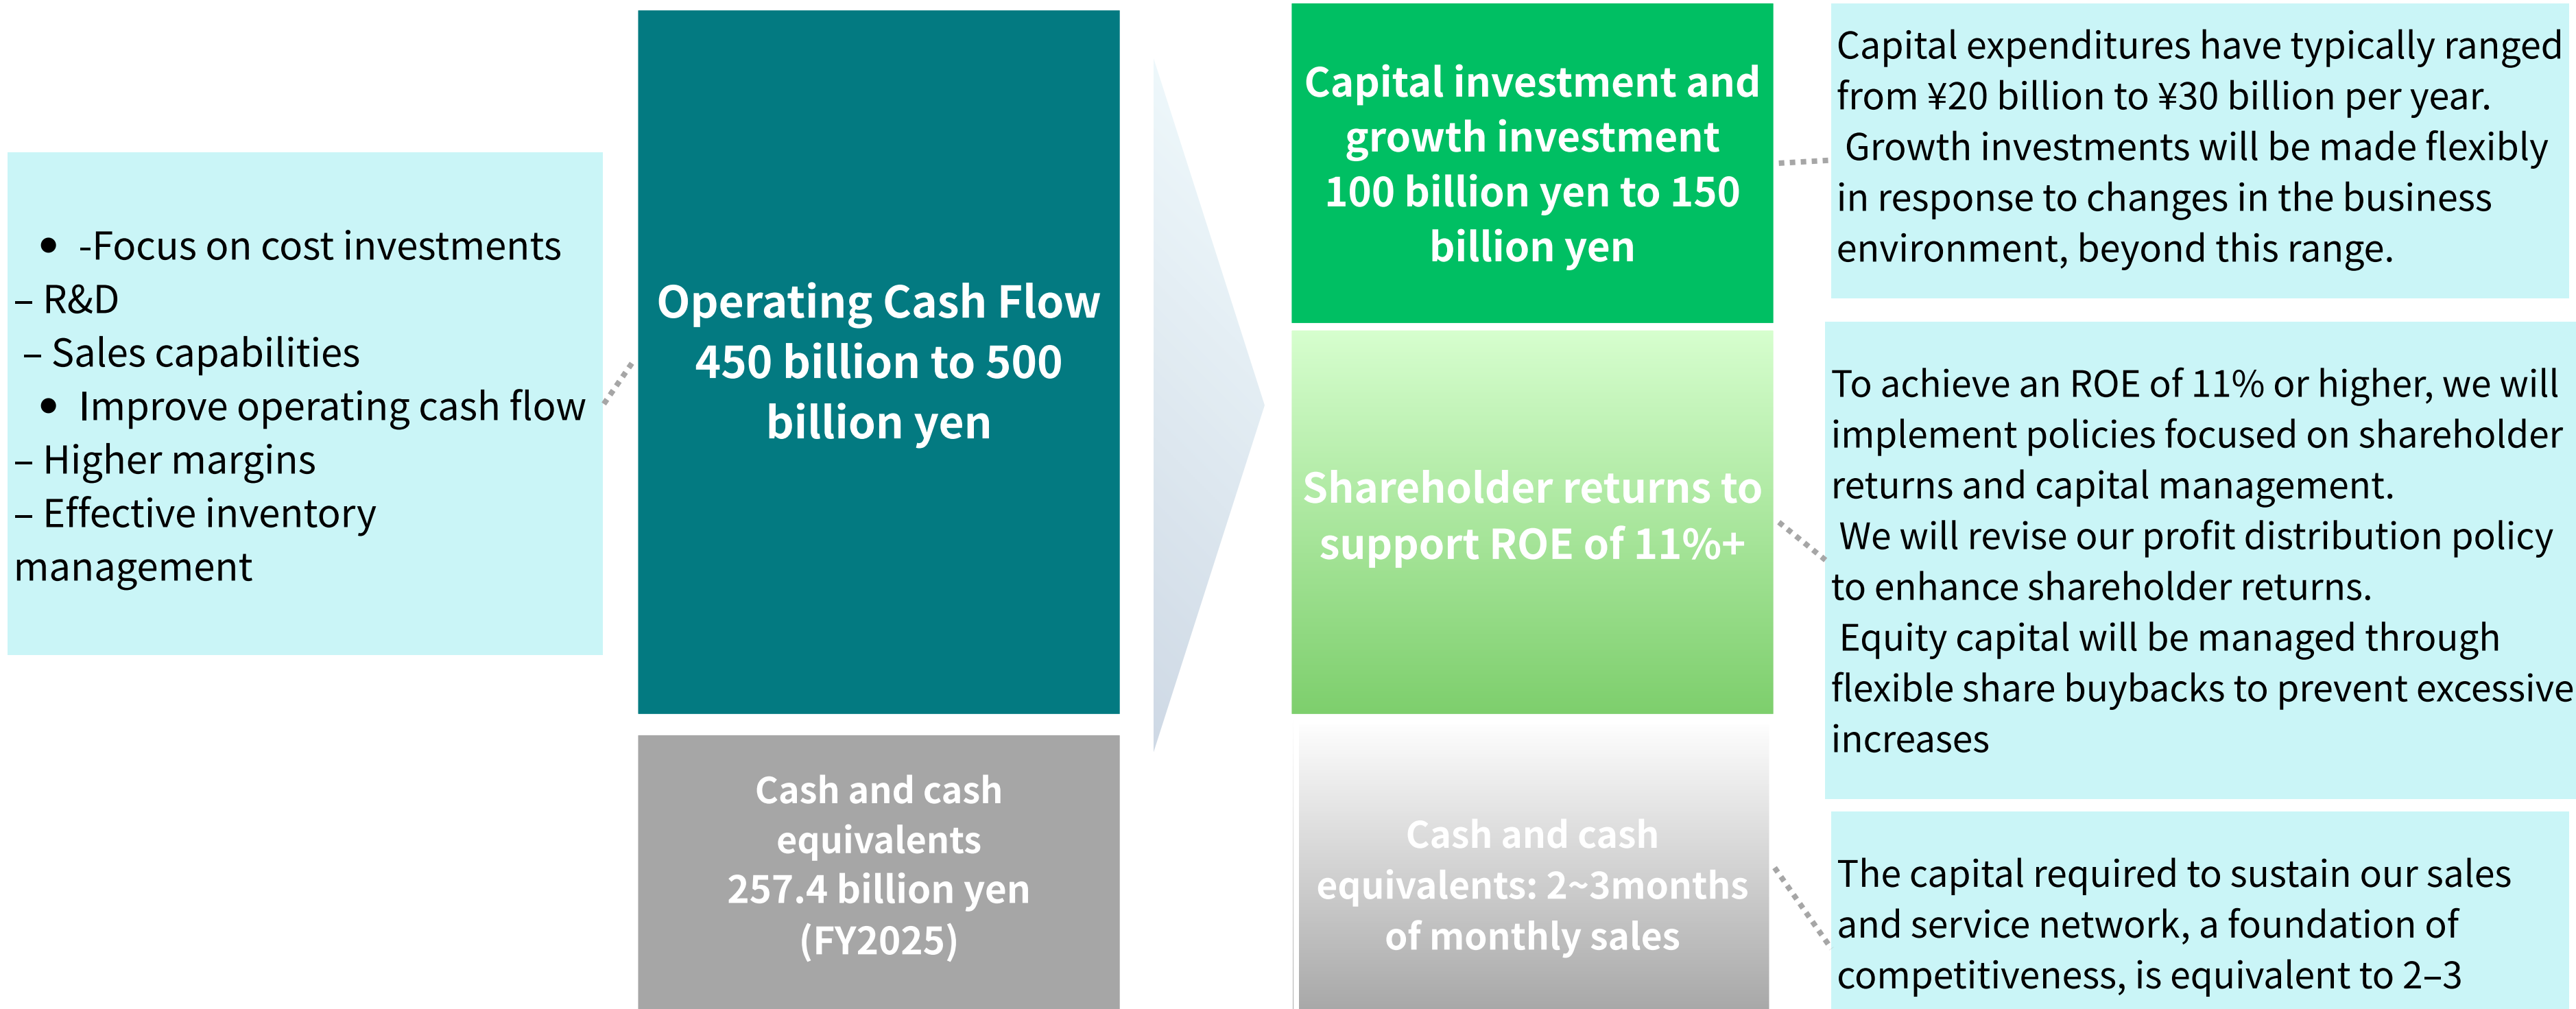 • -Focus on cost investments
– R&D
– Sales capabilities
• Improve operating cash flow
– Higher margins
– Effective inventory
management
Operating Cash Flow
450 billion to 500
billion yen
Cash and cash
equivalents
257.4 billion yen
(FY2025)
Capital investment and
growth investment
100 billion yen to 150
billion yen
Shareholder returns to
support ROE of 11%+
Cash and cash
equivalents: 2~3months
of monthly sales
Capital expenditures have typically ranged
from ¥20 billion to ¥30 billion per year.
Growth investments will be made flexibly
in response to changes in the business
environment, beyond this range.
To achieve an ROE of 11% or higher, we will
implement policies focused on shareholder
returns and capital management.
We will revise our profit distribution policy
to enhance shareholder returns.
Equity capital will be managed through
flexible share buybacks to prevent excessive
increases
The capital required to sustain our sales
and service network, a foundation of
competitiveness, is equivalent to 2–3